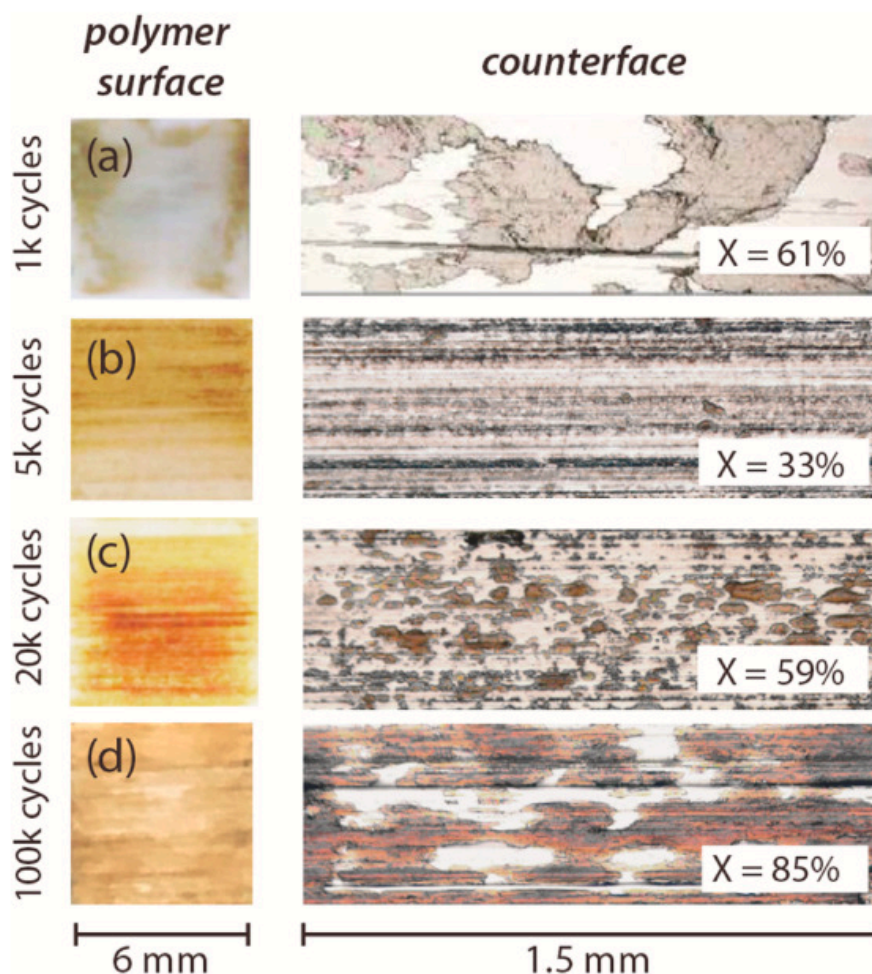 polymer
surface
counterface
1k cycles
(a)
X = 61%
5k cycles
(b)
X = 33%
20k cycles
(c)
X = 59%
100k cycles
(d)
X = 85%
6 mm
1.5 mm